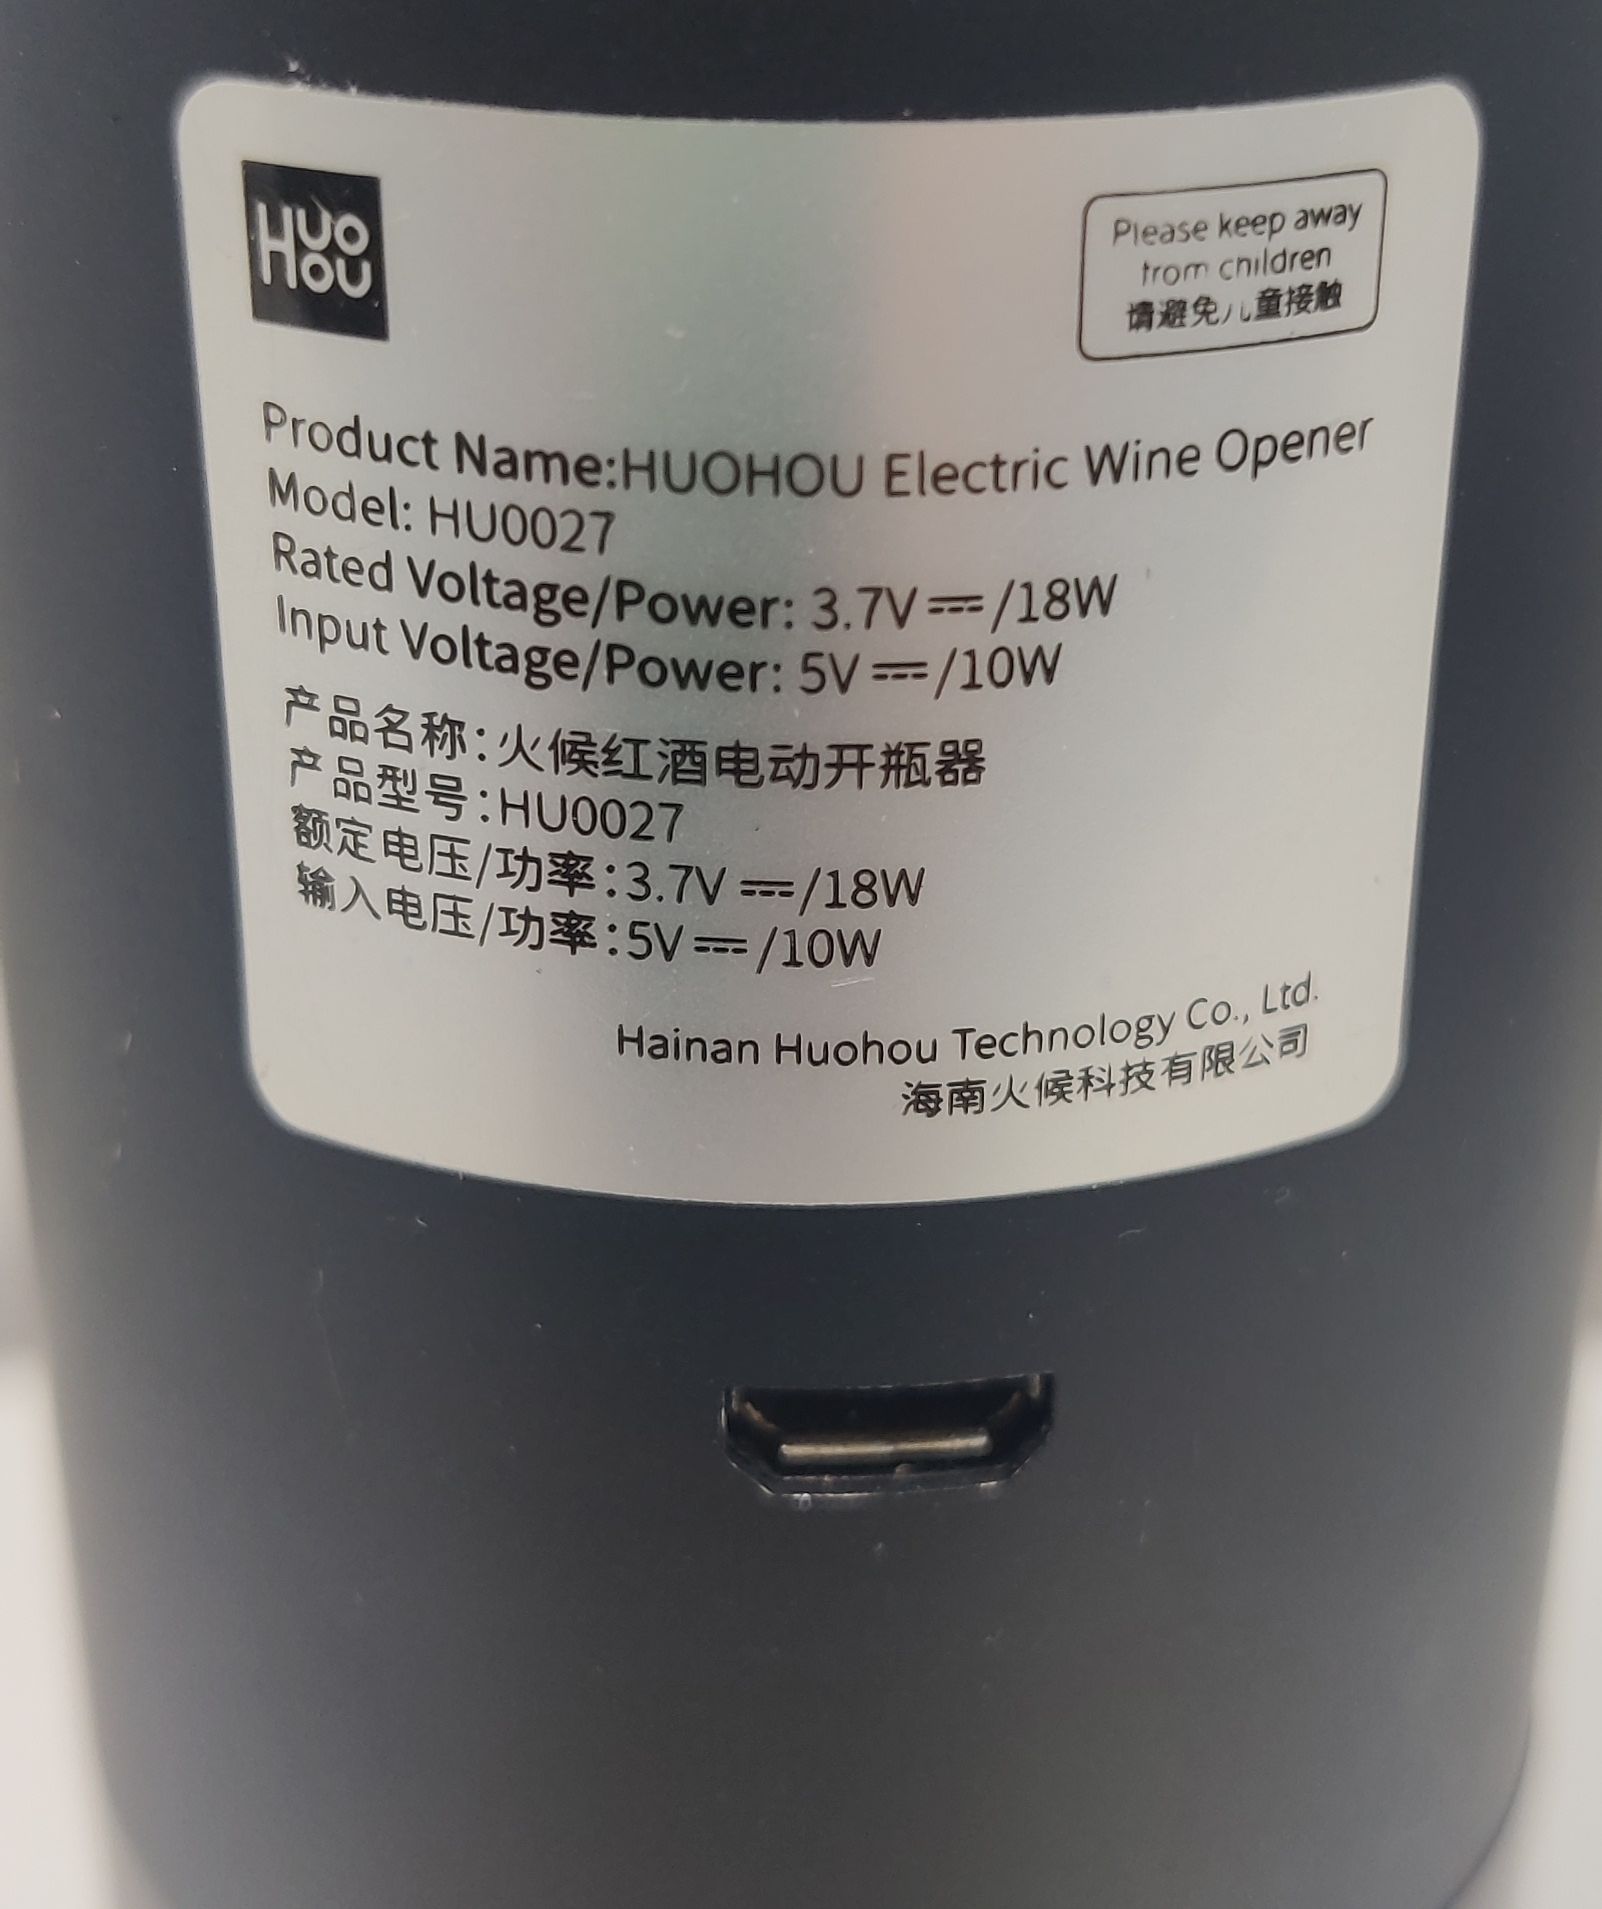 HUO
HOU
Please keep away
from children
请避免儿童接触
Product Name:HUOHOU Electric Wine Opener
Model: HU0027
Rated Voltage/Power: 3.7V⎓/18W
Input Voltage/Power: 5V⎓/10W
产品名称:火候红酒电动开瓶器
产品型号:HU0027
额定电压/功率:3.7V⎓/18W
输入电压/功率:5V⎓/10W
Hainan Huohou Technology Co., Ltd.
海南火候科技有限公司